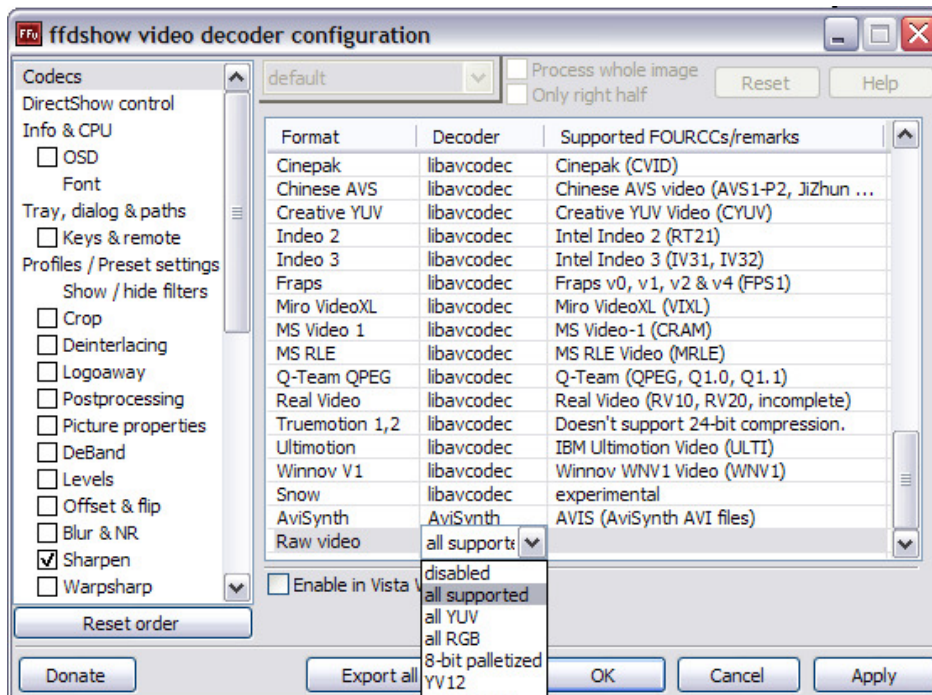 FFv ffdshow video decoder configuration
Codecs
DirectShow control
Info & CPU
OSD
Font
Tray, dialog & paths
Keys & remote
Profiles / Preset settings
Show / hide filters
Crop
Deinterlacing
Logoaway
Postprocessing
Picture properties
DeBand
Levels
Offset & flip
Blur & NR
Sharpen
Warpsharp
Reset order
default
Process whole image
Only right half
Reset Help
Format Decoder Supported FOURCCs/remarks
Cinepak libavcodec Cinepak (CVID)
Chinese AVS libavcodec Chinese AVS video (AVS1-P2, JiZhun ...
Creative YUV libavcodec Creative YUV Video (CYUV)
Indeo 2 libavcodec Intel Indeo 2 (RT21)
Indeo 3 libavcodec Intel Indeo 3 (IV31, IV32)
Fraps libavcodec Fraps v0, v1, v2 & v4 (FPS1)
Miro VideoXL libavcodec Miro VideoXL (VIXL)
MS Video 1 libavcodec MS Video-1 (CRAM)
MS RLE libavcodec MS RLE Video (MRLE)
Q-Team QPEG libavcodec Q-Team (QPEG, Q1.0, Q1.1)
Real Video libavcodec Real Video (RV10, RV20, incomplete)
Truemotion 1,2 libavcodec Doesn't support 24-bit compression.
Ultimotion libavcodec IBM Ultimotion Video (ULTI)
Winnov V1 libavcodec Winnov WNV1 Video (WNV1)
Snow libavcodec experimental
AviSynth AviSynth AVIS (AviSynth AVI files)
Raw video all supporte
Enable in Vista
disabled
all supported
all YUV
all RGB
8-bit palletized
YV12
Donate Export all OK Cancel Apply